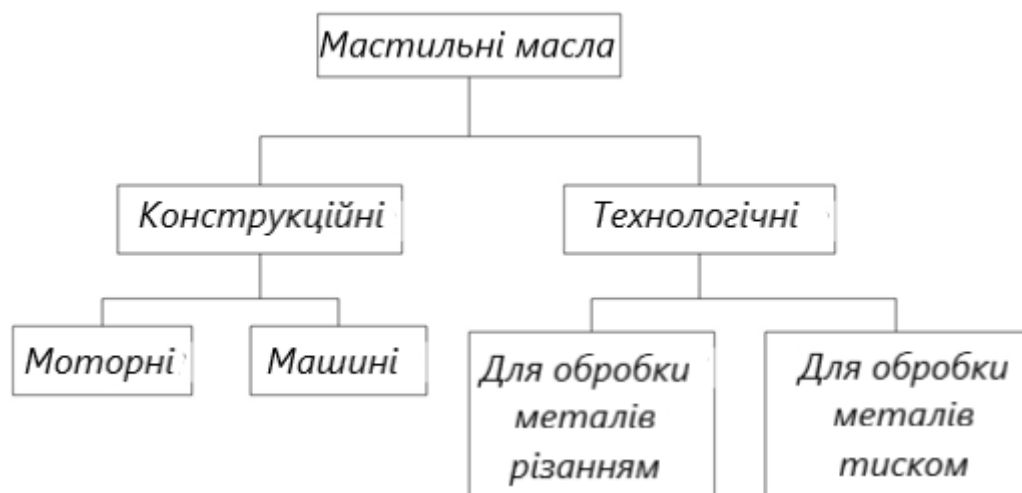 Мастильні масла
Конструкційні
Технологічні
Моторні
Машині
Для обробки
металів
різанням
Для обробки
металів
тиском